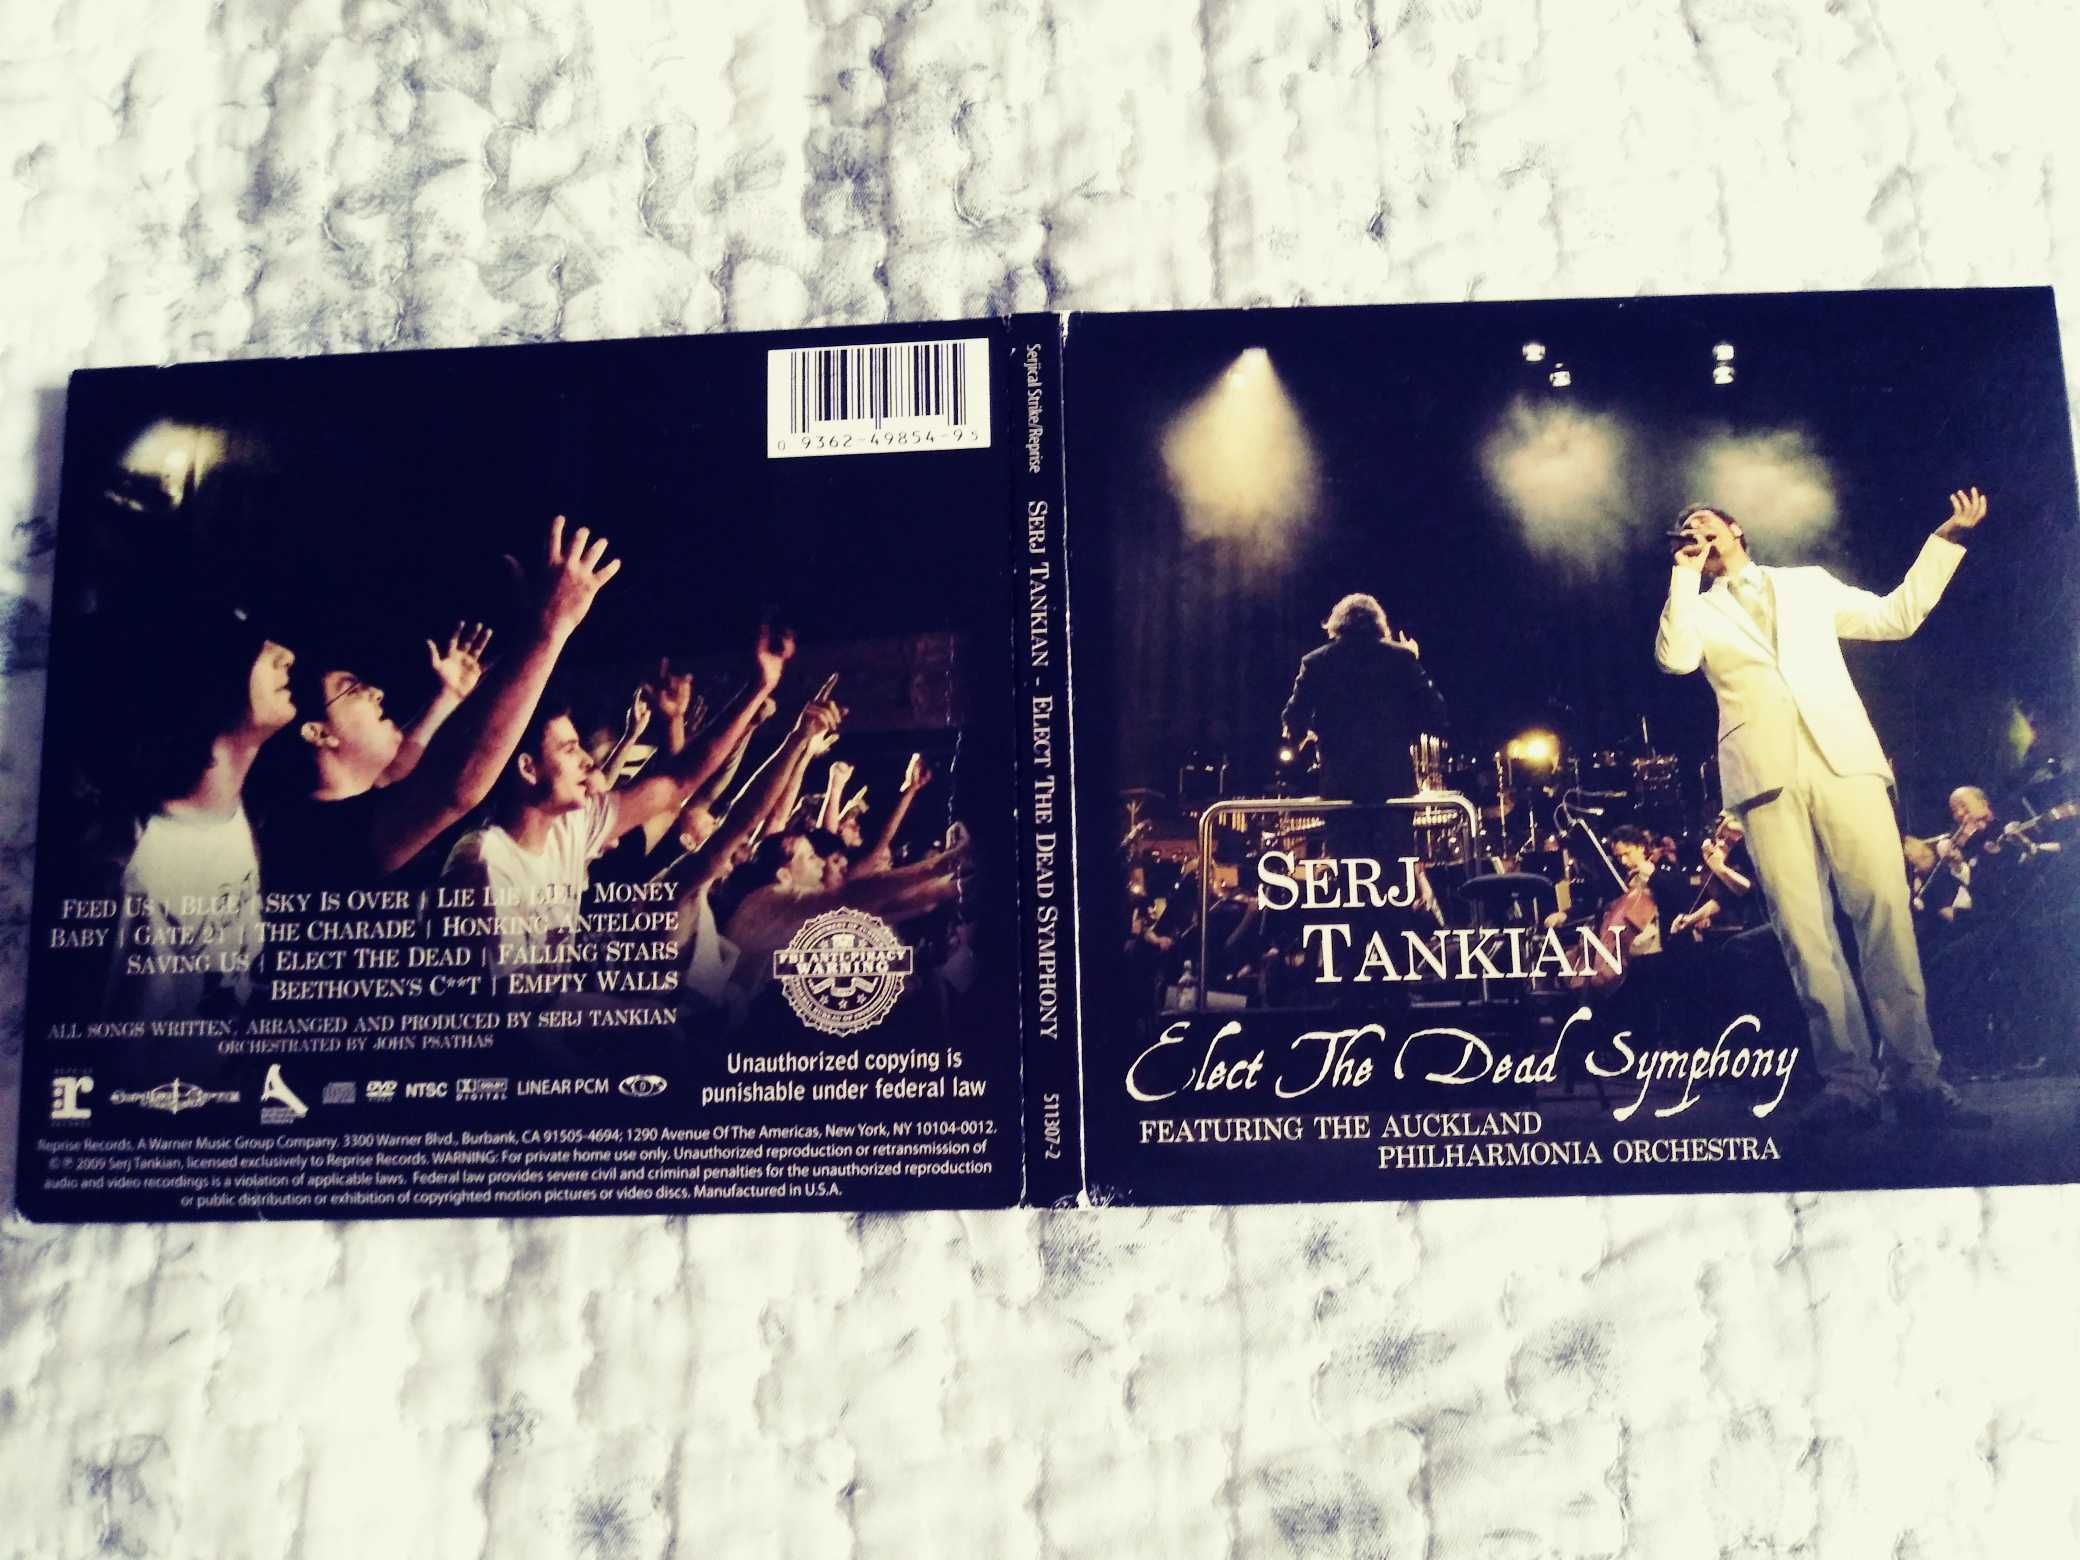 0 9362-49854-9 5
FEED US | BLUE | SKY IS OVER | LIE LIE LIE | MONEY
BABY | GATE 21 | THE CHARADE | HONKING ANTELOPE
SAVING US | ELECT THE DEAD | FALLING STARS
BEETHOVEN'S C**T | EMPTY WALLS
ALL SONGS WRITTEN, ARRANGED AND PRODUCED BY SERJ TANKIAN
ORCHESTRATED BY JOHN PSATHAS
FBI ANTI-PIRACY
WARNING
Unauthorized copying is
punishable under federal law
NTSC
DIGITAL
LINEAR PCM
Reprise Records, A Warner Music Group Company, 3300 Warner Blvd., Burbank, CA 91505-4694; 1290 Avenue Of The Americas, New York, NY 10104-0012.
© ℗ 2009 Serj Tankian, licensed exclusively to Reprise Records. WARNING: For private home use only. Unauthorized reproduction or retransmission of
audio and video recordings is a violation of applicable laws. Federal law provides severe civil and criminal penalties for the unauthorized reproduction
or public distribution or exhibition of copyrighted motion pictures or video discs. Manufactured in U.S.A.
Serjical Strike/Reprise SERJ TANKIAN - ELECT THE DEAD SYMPHONY 511307-2
SERJ
TANKIAN
Elect The Dead Symphony
FEATURING THE AUCKLAND
PHILHARMONIA ORCHESTRA